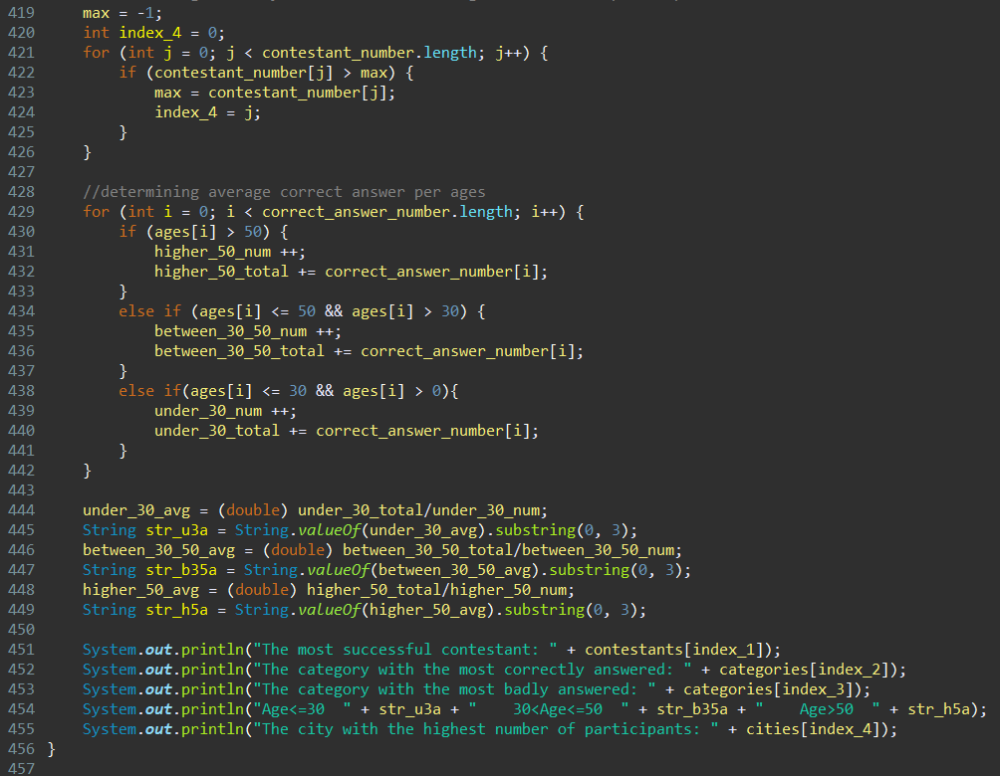 419 max = -1;
420 int index_4 = 0;
421 for (int j = 0; j < contestant_number.length; j++) {
422 if (contestant_number[j] > max) {
423 max = contestant_number[j];
424 index_4 = j;
425 }
426 }
427
428 //determining average correct answer per ages
429 for (int i = 0; i < correct_answer_number.length; i++) {
430 if (ages[i] > 50) {
431 higher_50_num ++;
432 higher_50_total += correct_answer_number[i];
433 }
434 else if (ages[i] <= 50 && ages[i] > 30) {
435 between_30_50_num ++;
436 between_30_50_total += correct_answer_number[i];
437 }
438 else if(ages[i] <= 30 && ages[i] > 0){
439 under_30_num ++;
440 under_30_total += correct_answer_number[i];
441 }
442 }
443
444 under_30_avg = (double) under_30_total/under_30_num;
445 String str_u3a = String.valueOf(under_30_avg).substring(0, 3);
446 between_30_50_avg = (double) between_30_50_total/between_30_50_num;
447 String str_b35a = String.valueOf(between_30_50_avg).substring(0, 3);
448 higher_50_avg = (double) higher_50_total/higher_50_num;
449 String str_h5a = String.valueOf(higher_50_avg).substring(0, 3);
450
451 System.out.println("The most successful contestant: " + contestants[index_1]);
452 System.out.println("The category with the most correctly answered: " + categories[index_2]);
453 System.out.println("The category with the most badly answered: " + categories[index_3]);
454 System.out.println("Age<=30  " + str_u3a + "    30<Age<=50  " + str_b35a + "    Age>50  " + str_h5a);
455 System.out.println("The city with the highest number of participants: " + cities[index_4]);
456 }
457